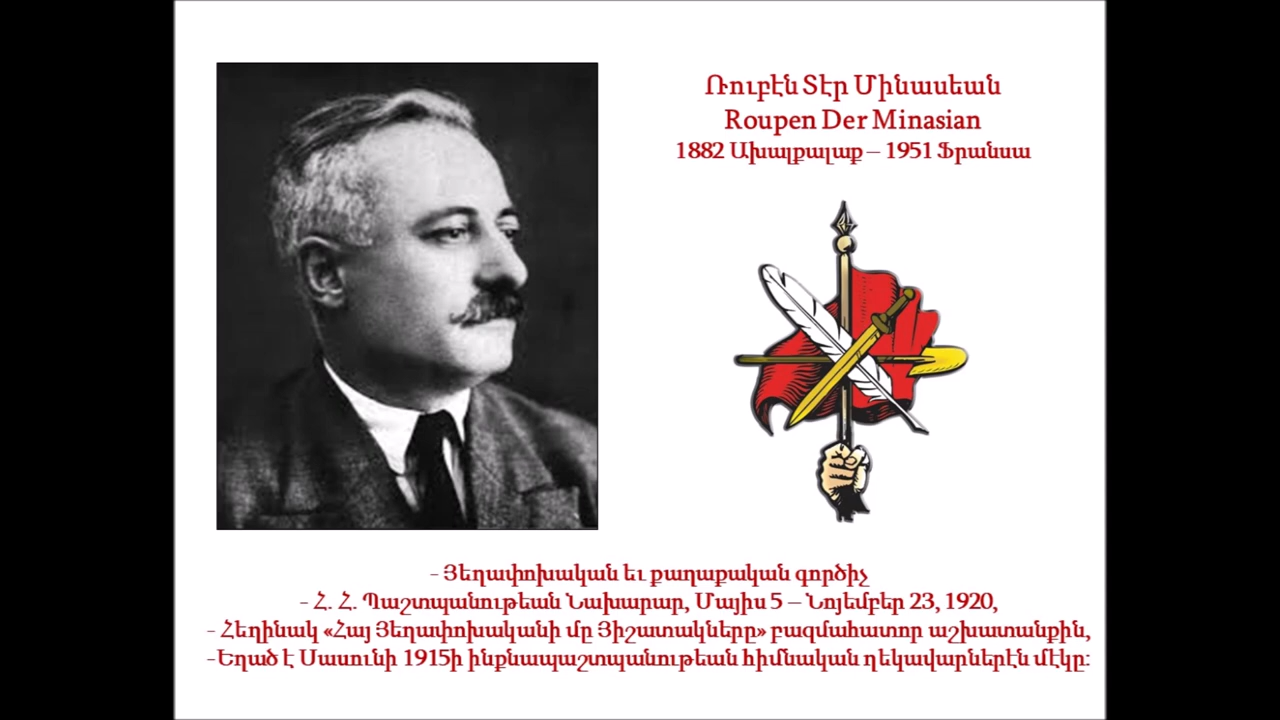 Ռուբէն Տէր Մինասեան
Roupen Der Minasian
1882 Ախալքալաք – 1951 Ֆրանսա
- Յեղափոխական եւ քաղաքական գործիչ
- Հ. Հ. Պաշտպանութեան Նախարար, Մայիս 5 – Նոյեմբեր 23, 1920,
- Հեղինակ «Հայ Յեղափոխականի մը Յիշատակները» բազմահատոր աշխատանքին,
-Եղած է Սասունի 1915ի ինքնապաշտպանութեան հիմնական ղեկավարներէն մէկը: